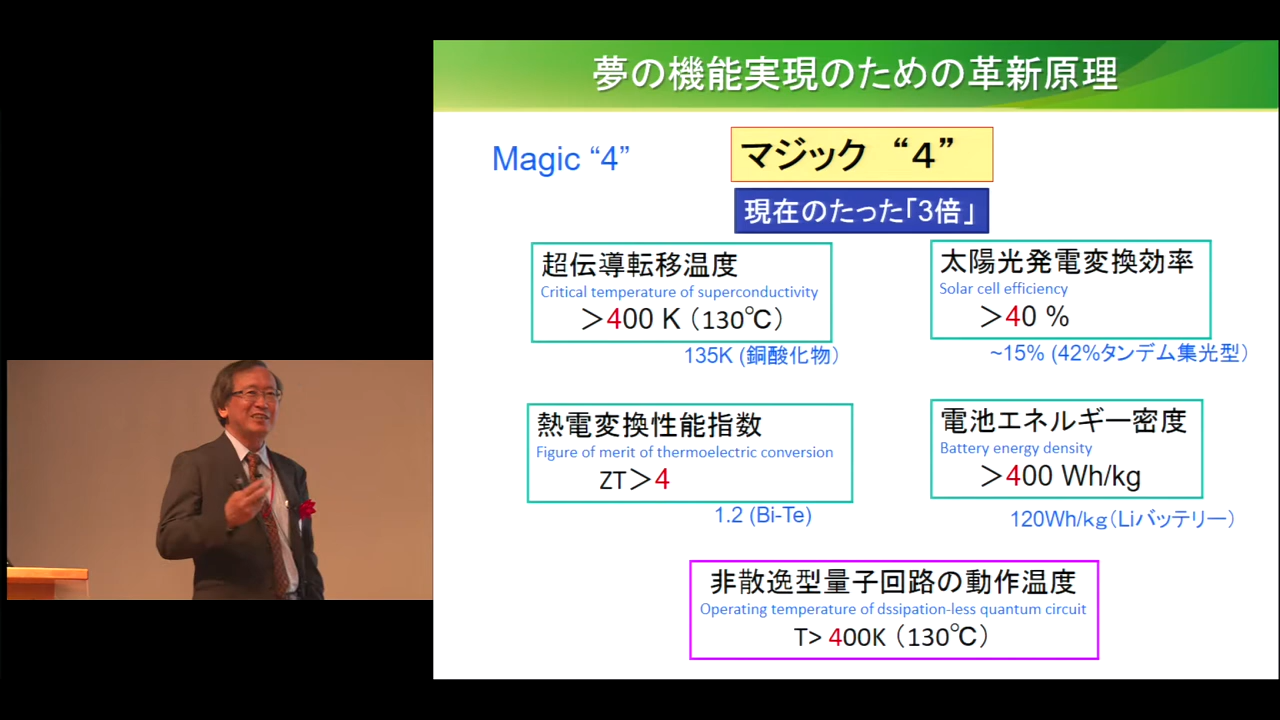 夢の機能実現のための革新原理
Magic “4”
マジック “４”
現在のたった「3倍」
超伝導転移温度
Critical temperature of superconductivity
＞400 K（130℃）
135K (銅酸化物）
太陽光発電変換効率
Solar cell efficiency
＞40 %
~15% (42%タンデム集光型）
熱電変換性能指数
Figure of merit of thermoelectric conversion
ZT＞4
1.2 (Bi-Te)
電池エネルギー密度
Battery energy density
＞400 Wh/kg
120Wh/kg（Liバッテリー）
非散逸型量子回路の動作温度
Operating temperature of dssipation-less quantum circuit
T> 400K（130℃）